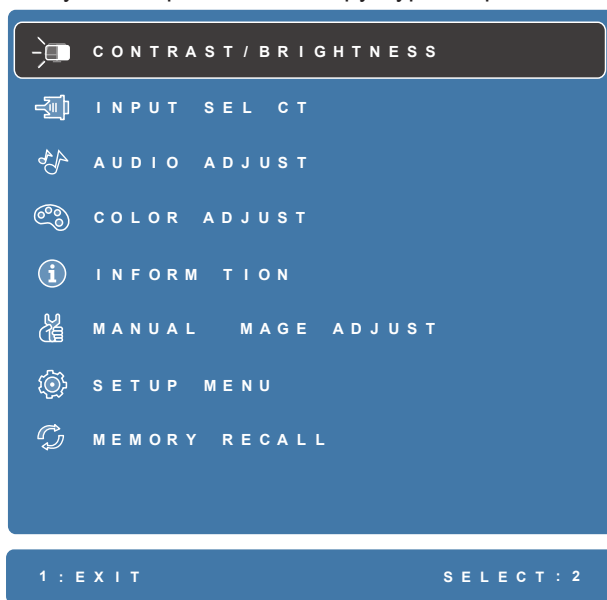 CONTRAST/BRIGHTNESS
INPUT SEL CT
AUDIO ADJUST
COLOR ADJUST
INFORM TION
MANUAL MAGE ADJUST
SETUP MENU
MEMORY RECALL
1:EXIT SELECT:2